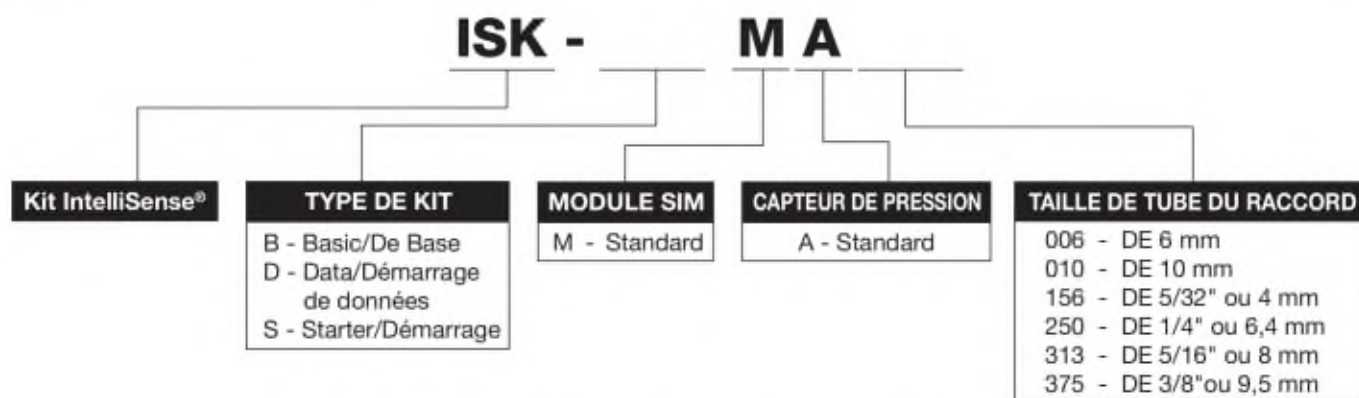 ISK - M A
Kit IntelliSense®
TYPE DE KIT
B - Basic/De Base
D - Data/Démarrage
de données
S - Starter/Démarrage
MODULE SIM
M - Standard
CAPTEUR DE PRESSION
A - Standard
TAILLE DE TUBE DU RACCORD
006 - DE 6 mm
010 - DE 10 mm
156 - DE 5/32" ou 4 mm
250 - DE 1/4" ou 6,4 mm
313 - DE 5/16" ou 8 mm
375 - DE 3/8"ou 9,5 mm